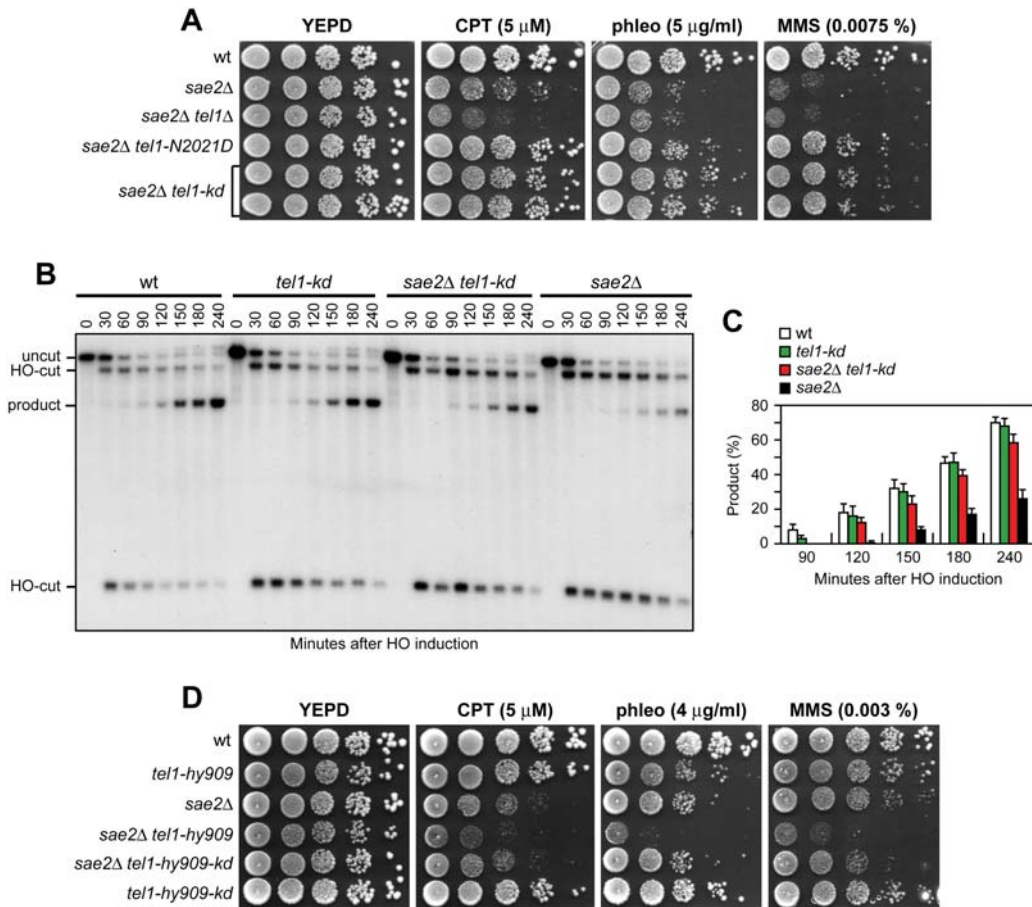 A
YEPD CPT (5 µM) phleo (5 µg/ml) MMS (0.0075 %)
wt
sae2Δ
sae2Δ tel1Δ
sae2Δ tel1-N2021D
sae2Δ tel1-kd
B
wt tel1-kd sae2Δ tel1-kd sae2Δ
0 30 60 90 120 150 180 240 0 30 60 90 120 150 180 240 0 30 60 90 120 150 180 240 0 30 60 90 120 150 180 240
uncut
HO-cut
product
HO-cut
Minutes after HO induction
C
wt
tel1-kd
sae2Δ tel1-kd
sae2Δ
Product (%)
80
60
40
20
0
90 120 150 180 240
Minutes after HO induction
D
YEPD CPT (5 µM) phleo (4 µg/ml) MMS (0.003 %)
wt
tel1-hy909
sae2Δ
sae2Δ tel1-hy909
sae2Δ tel1-hy909-kd
tel1-hy909-kd